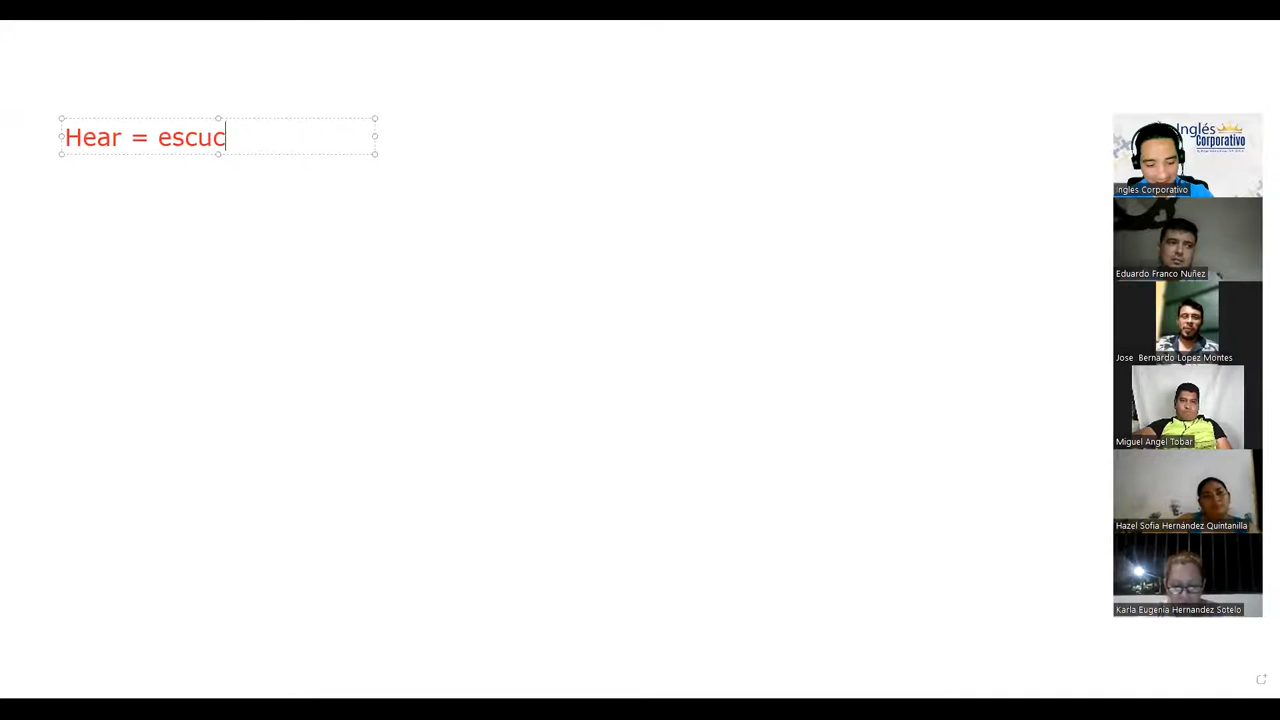 Hear = escuc
Inglés
Corporativo
Ingles Corporativo
Eduardo Franco Nuñez
Jose Bernardo Lopez Montes
Miguel Angel Tobar
Hazel Sofia Hernández Quintanilla
Karla Eugenia Hernandez Sotelo